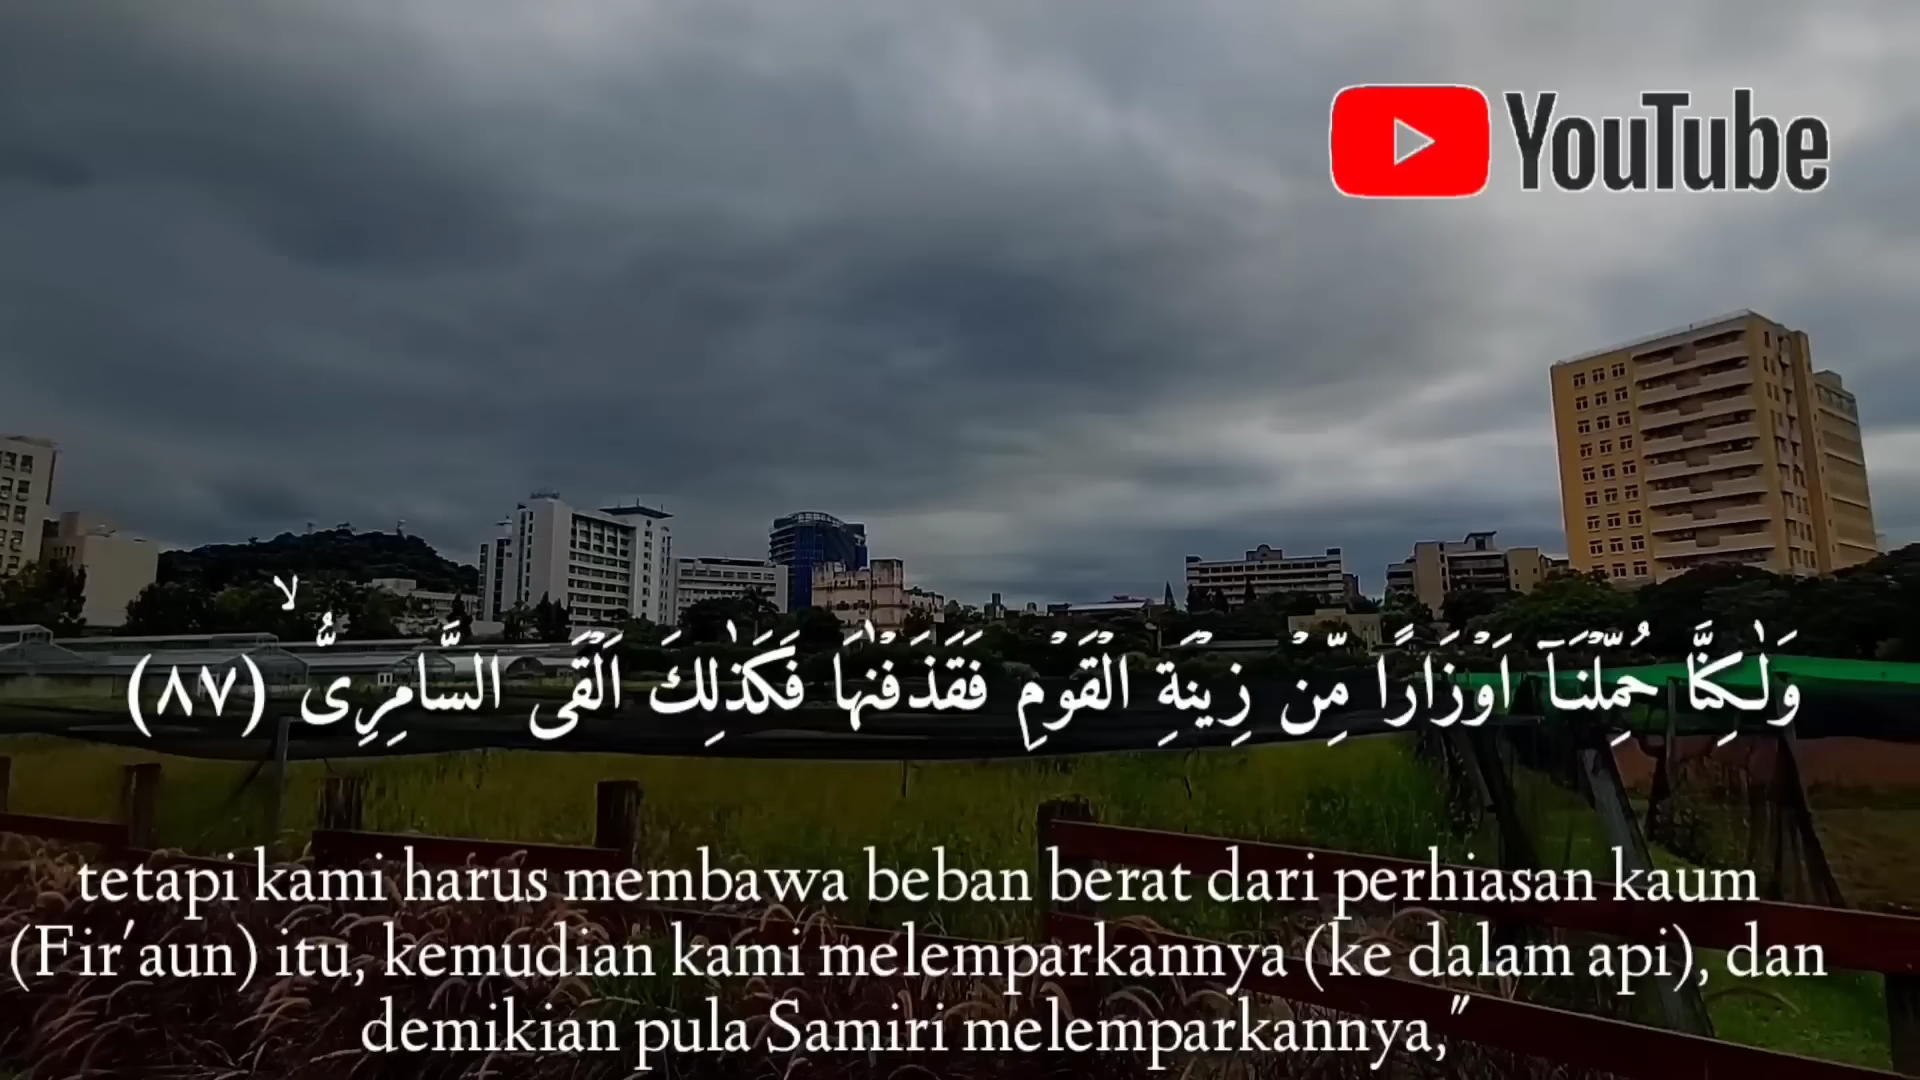 YouTube
وَلٰـكِنَّا حُمِّلْنَاۤ اَوْزَارًا مِّنْ زِيْنَةِ الْقَوْمِ فَقَذَفْنٰهَا فَكَذٰلِكَ اَلْقَى السَّامِرِىُّ ۙ (٨٧)
tetapi kami harus membawa beban berat dari perhiasan kaum
(Fir'aun) itu, kemudian kami melemparkannya (ke dalam api), dan
demikian pula Samiri melemparkannya,"